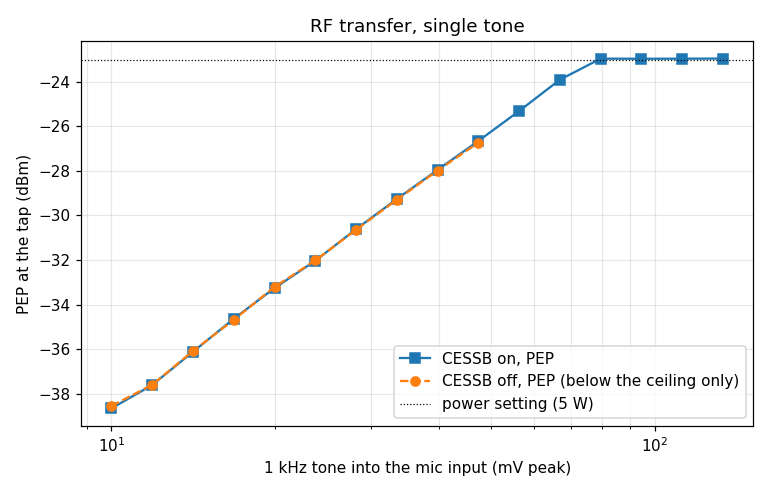 RF transfer, single tone
PEP at the tap (dBm)
−24
−26
−28
−30
−32
−34
−36
−38
CESSB on, PEP
CESSB off, PEP (below the ceiling only)
power setting (5 W)
10¹
10²
1 kHz tone into the mic input (mV peak)